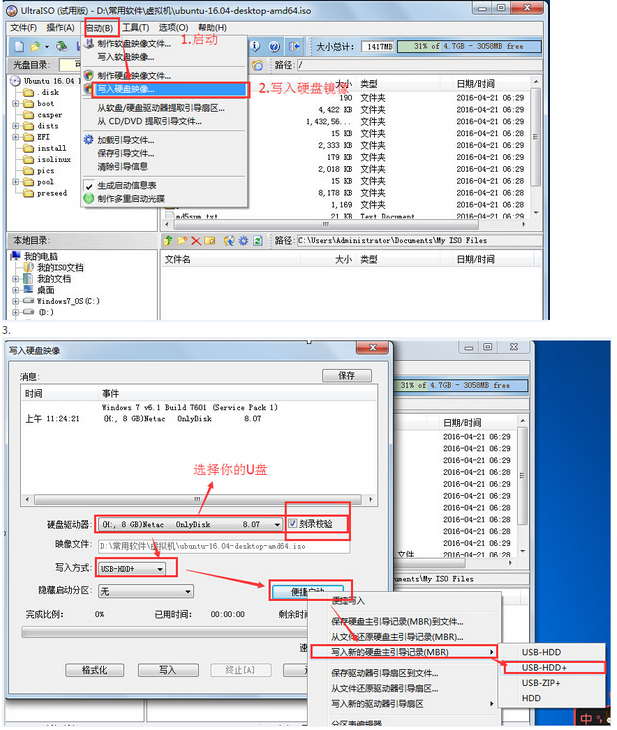 UltraISO (试用版) - D:\常用软件\虚拟机\ubuntu-16.04-desktop-amd64.iso
文件(F) 操作(A) 启动(B) 工具(T) 选项(O) 帮助(H)
大小总计: 1417MB 31% of 4.7GB - 3058MB free
光盘目录: 可
路径: /
制作软盘映像文件...
写入软盘映像...
制作硬盘映像文件...
写入硬盘映像...
从软盘/硬盘驱动器提取引导扇区...
从 CD/DVD 提取引导文件...
加载引导文件...
保存引导文件...
清除引导信息
生成启动信息表
制作多重启动光碟
1.启动
2.写入硬盘镜像
Ubuntu 16.04
.disk
boot
casper
dists
EFI
install
isolinux
pics
pool
preseed
大小 类型 日期/时间
190 文件夹 2016-04-21 06:29
4,422 KB 文件夹 2016-04-21 06:29
1,432,56... 文件夹 2016-04-21 06:29
15 KB 文件夹 2016-04-21 06:28
2,333 KB 文件夹 2016-04-21 06:29
179 KB 文件夹 2016-04-21 06:29
2,018 KB 文件夹 2016-04-21 06:29
15 KB 文件夹 2016-04-21 06:28
8,178 KB 文件夹 2016-04-21 06:28
1,169 文件夹 2016-04-21 06:28
md5sum.txt 21 KB Text Document 2016-04-21 06:29
本地目录:
路径: C:\Users\Administrator\Documents\My ISO Files
我的电脑
我的ISO文档
我的文档
桌面
Windows7_OS(C:)
(D:)
文件名 大小 类型 日期/时间
3.
写入硬盘映像
消息: 保存
时间 事件
Windows 7 v6.1 Build 7601 (Service Pack 1)
上午 11:24:21 (H:, 8 GB)Netac OnlyDisk 8.07
选择你的U盘
硬盘驱动器: (H:, 8 GB)Netac OnlyDisk 8.07 刻录校验
映像文件: D:\常用软件\虚拟机\ubuntu-16.04-desktop-amd64.iso
写入方式: USB-HDD+
隐藏启动分区: 无 便捷启动
完成比例: 0% 已用时间: 00:00:00 剩余时间
速
格式化 写入 终止[A]
31% of 4.7GB - 3058MB free
日期/时间
2016-04-21 06:29
2016-04-21 06:29
2016-04-21 06:29
2016-04-21 06:28
2016-04-21 06:29
2016-04-21 06:29
2016-04-21 06:29
2016-04-21 06:28
2016-04-21 06:28
2016-04-21 06:28
文件 2016-04-21 06:29
uments\My ISO Files
日期/时间
便捷写入
保存硬盘主引导记录(MBR)到文件...
从文件还原硬盘主引导记录(MBR)...
写入新的硬盘主引导记录(MBR)
保存驱动器引导扇区到文件...
从文件还原驱动器引导扇区...
写入新的驱动器引导扇区
分区表编辑器
USB-HDD
USB-HDD+
USB-ZIP+
HDD
中